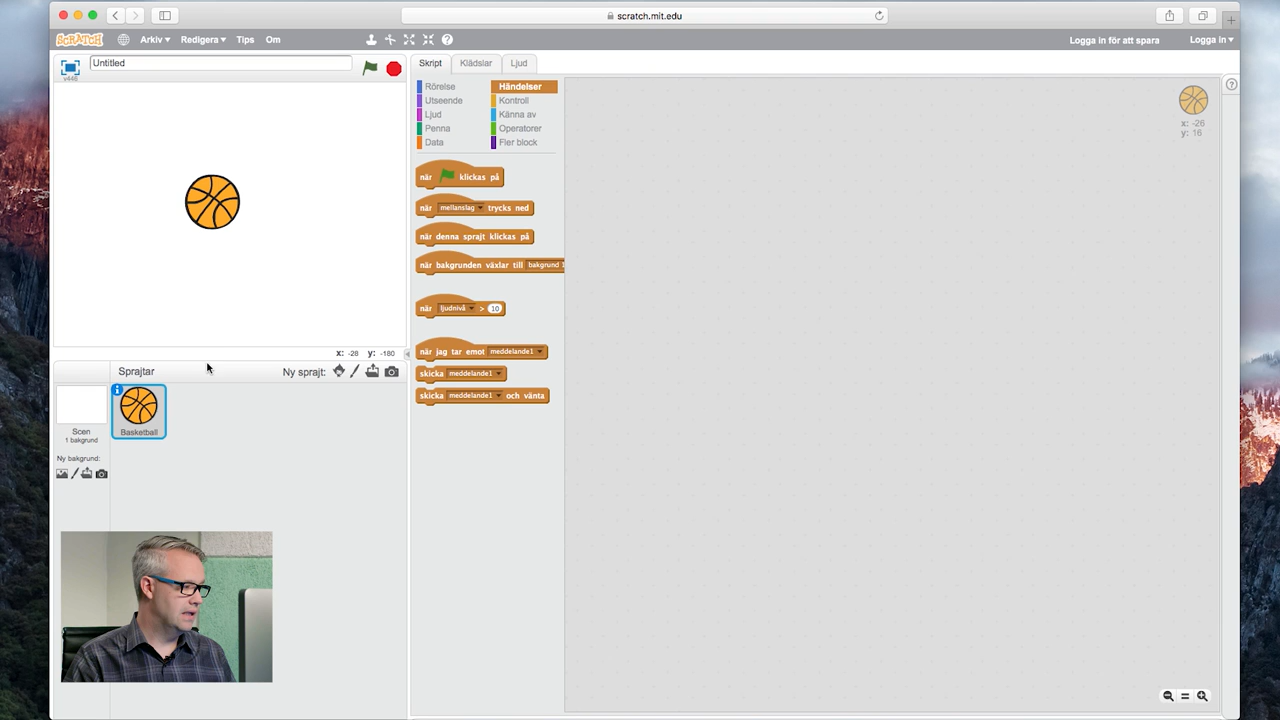 scratch.mit.edu
SCRATCH
Arkiv
Redigera
Tips
Om
Logga in för att spara
Logga in
Untitled
v446
Skript
Klädslar
Ljud
Rörelse
Händelser
Utseende
Kontroll
Ljud
Känna av
Penna
Operatorer
Data
Fler block
x: -26
y: 16
när klickas på
när mellanslag trycks ned
när denna sprajt klickas på
när bakgrunden växlar till bakgrund 1
när ljudnivå > 10
när jag tar emot meddelande1
skicka meddelande1
skicka meddelande1 och vänta
x: -28 y: -180
Sprajtar
Ny sprajt:
Scen
1 bakgrund
Basketball
Ny bakgrund: